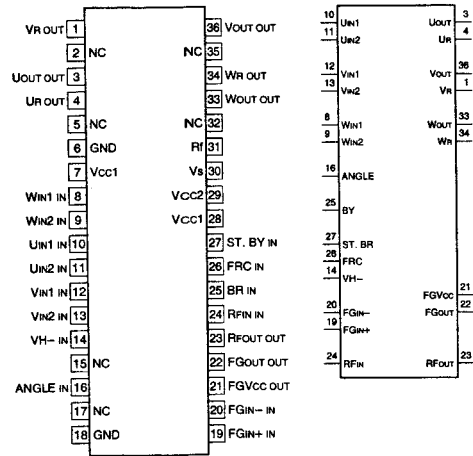 VR OUT 1
2 NC
UOUT OUT 3
UR OUT 4
5 NC
6 GND
7 VCC1
WIN1 IN 8
WIN2 IN 9
UIN1 IN 10
UIN2 IN 11
VIN1 IN 12
VIN2 IN 13
VH- IN 14
15 NC
ANGLE IN 16
17 NC
18 GND
36 VOUT OUT
NC 35
34 WR OUT
33 WOUT OUT
NC 32
Rf 31
Vs 30
VCC2 29
VCC1 28
27 ST. BY IN
26 FRC IN
25 BR IN
24 RFIN IN
23 RFOUT OUT
22 FGOUT OUT
21 FGVCC OUT
20 FGIN- IN
19 FGIN+ IN
10 UIN1
11 UIN2
12 VIN1
13 VIN2
8 WIN1
9 WIN2
16 ANGLE
25 BY
27 ST. BR
26 FRC
14 VH-
20 FGIN-
19 FGIN+
24 RFIN
UOUT 3
UR 4
VOUT 36
VR 1
WOUT 33
WR 34
FGVCC 21
FGOUT 22
RFOUT 23